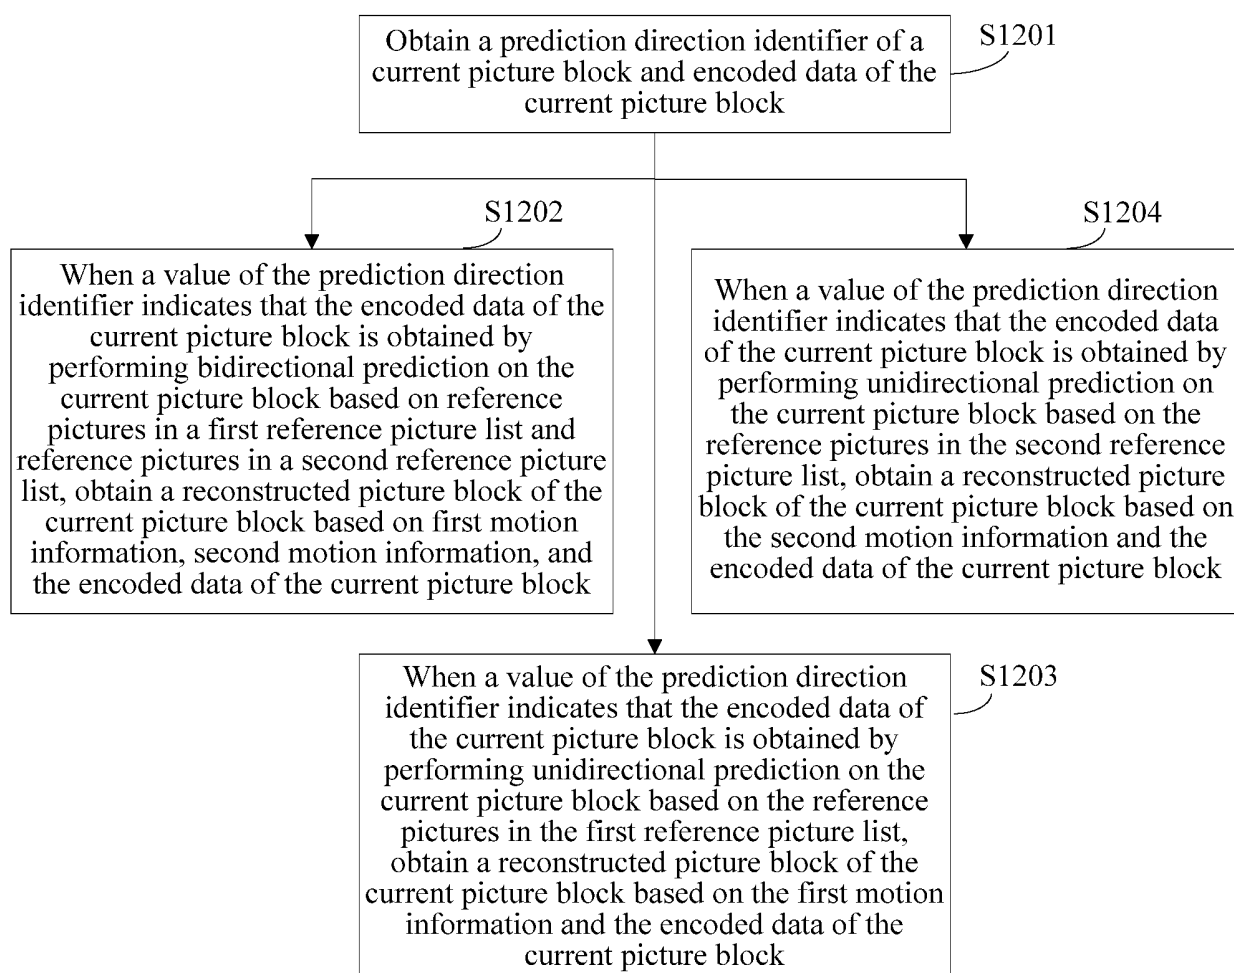 Obtain a prediction direction identifier of a
current picture block and encoded data of the
current picture block
S1201
S1202
When a value of the prediction direction
identifier indicates that the encoded data of the
current picture block is obtained by
performing bidirectional prediction on the
current picture block based on reference
pictures in a first reference picture list and
reference pictures in a second reference picture
list, obtain a reconstructed picture block of the
current picture block based on first motion
information, second motion information, and
the encoded data of the current picture block
S1204
When a value of the prediction direction
identifier indicates that the encoded data
of the current picture block is obtained by
performing unidirectional prediction on
the current picture block based on the
reference pictures in the second reference
picture list, obtain a reconstructed picture
block of the current picture block based on
the second motion information and the
encoded data of the current picture block
S1203
When a value of the prediction direction
identifier indicates that the encoded data of
the current picture block is obtained by
performing unidirectional prediction on the
current picture block based on the reference
pictures in the first reference picture list,
obtain a reconstructed picture block of the
current picture block based on the first motion
information and the encoded data of the
current picture block